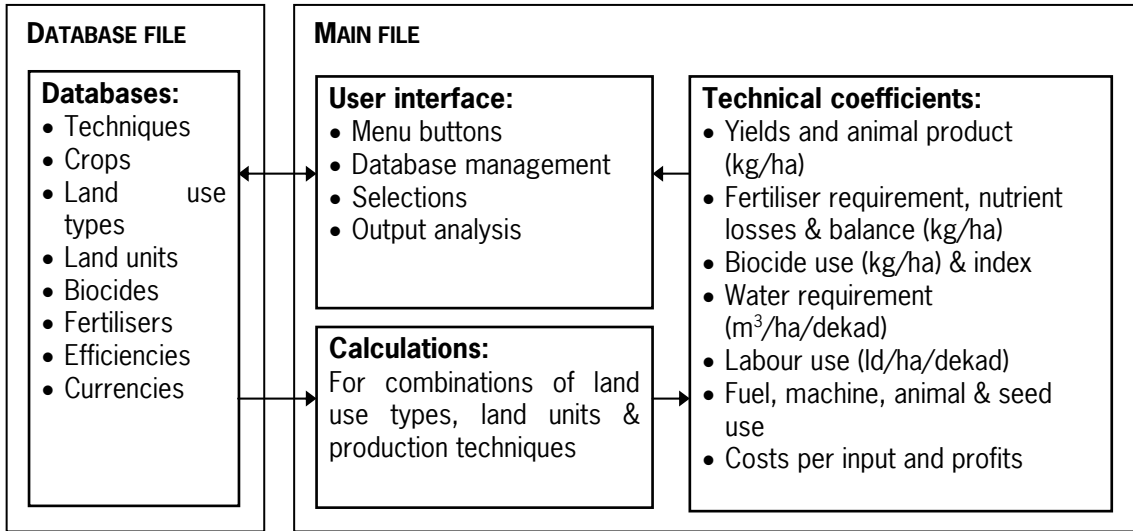 DATABASE FILE
Databases:
• Techniques
• Crops
• Land use
types
• Land units
• Biocides
• Fertilisers
• Efficiencies
• Currencies
MAIN FILE
User interface:
• Menu buttons
• Database management
• Selections
• Output analysis
Calculations:
For combinations of land
use types, land units &
production techniques
Technical coefficients:
• Yields and animal product
(kg/ha)
• Fertiliser requirement, nutrient
losses & balance (kg/ha)
• Biocide use (kg/ha) & index
• Water requirement
(m³/ha/dekad)
• Labour use (ld/ha/dekad)
• Fuel, machine, animal & seed
use
• Costs per input and profits